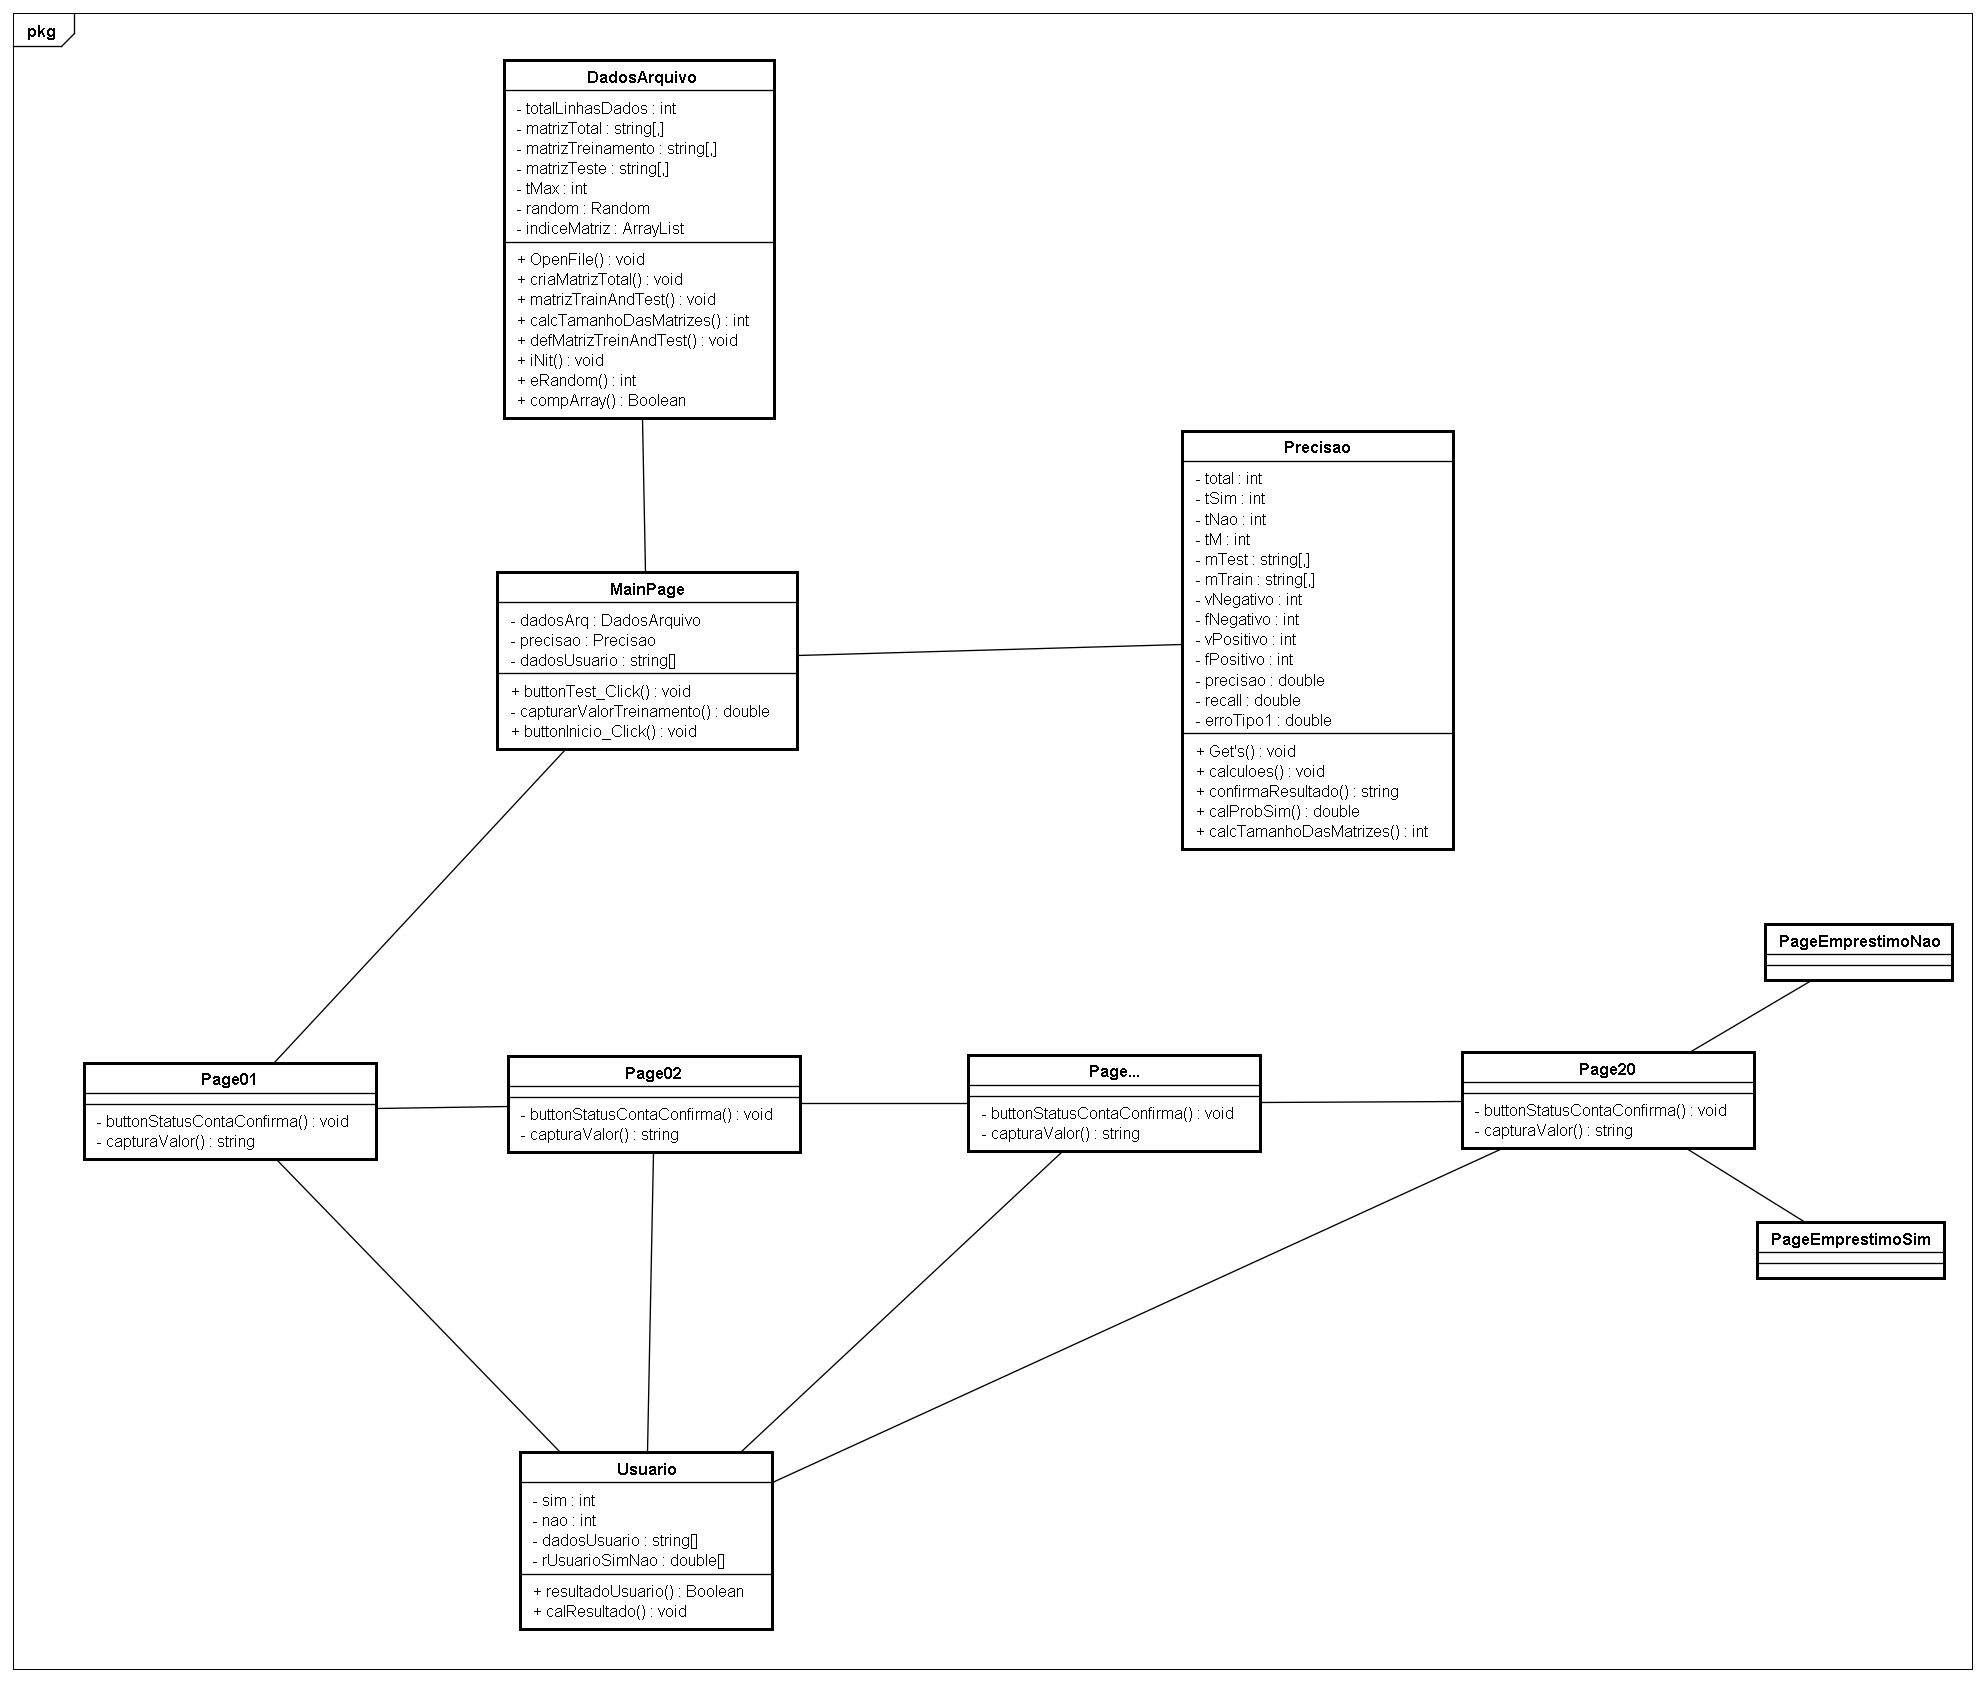 pkg
DadosArquivo
- totalLinhasDados : int
- matrizTotal : string[,]
- matrizTreinamento : string[,]
- matrizTeste : string[,]
- tMax : int
- random : Random
- indiceMatriz : ArrayList
+ OpenFile() : void
+ criaMatrizTotal() : void
+ matrizTrainAndTest() : void
+ calcTamanhoDasMatrizes() : int
+ defMatrizTreinAndTest() : void
+ iNit() : void
+ eRandom() : int
+ compArray() : Boolean
Precisao
- total : int
- tSim : int
- tNao : int
- tM : int
- mTest : string[,]
- mTrain : string[,]
- vNegativo : int
- fNegativo : int
- vPositivo : int
- fPositivo : int
- precisao : double
- recall : double
- erroTipo1 : double
+ Get's() : void
+ calculoes() : void
+ confirmaResultado() : string
+ calProbSim() : double
+ calcTamanhoDasMatrizes() : int
MainPage
- dadosArq : DadosArquivo
- precisao : Precisao
- dadosUsuario : string[]
+ buttonTest_Click() : void
- capturarValorTreinamento() : double
+ buttonInicio_Click() : void
PageEmprestimoNao
Page01
- buttonStatusContaConfirma() : void
- capturaValor() : string
Page02
- buttonStatusContaConfirma() : void
- capturaValor() : string
Page...
- buttonStatusContaConfirma() : void
- capturaValor() : string
Page20
- buttonStatusContaConfirma() : void
- capturaValor() : string
PageEmprestimoSim
Usuario
- sim : int
- nao : int
- dadosUsuario : string[]
- rUsuarioSimNao : double[]
+ resultadoUsuario() : Boolean
+ calResultado() : void